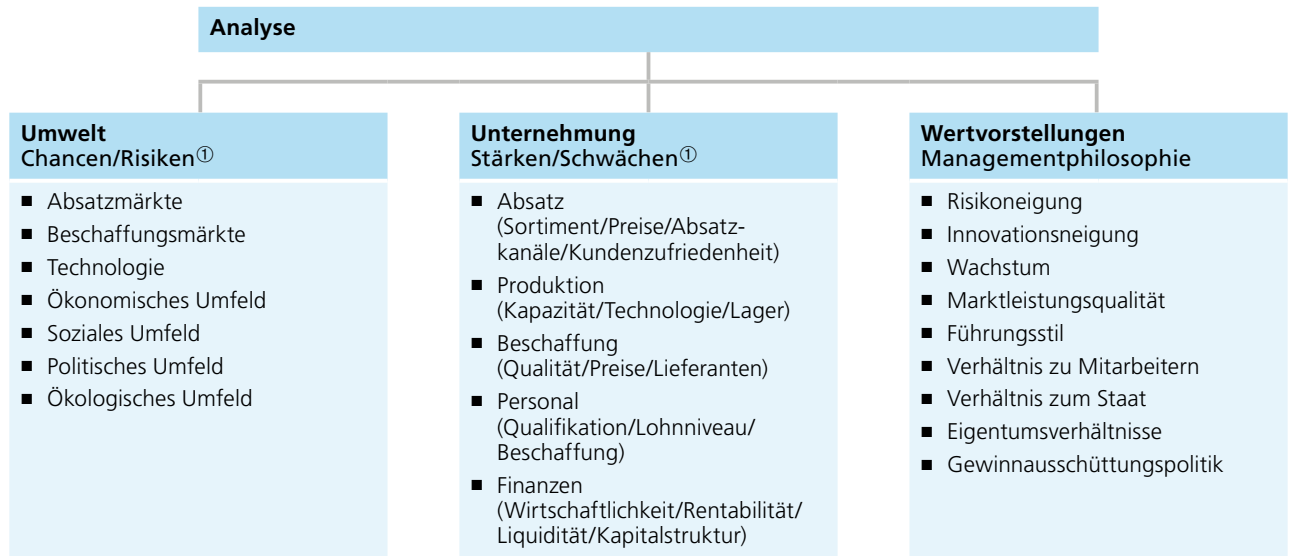 Analyse
Umwelt
Chancen/Risiken①
■ Absatzmärkte
■ Beschaffungsmärkte
■ Technologie
■ Ökonomisches Umfeld
■ Soziales Umfeld
■ Politisches Umfeld
■ Ökologisches Umfeld
Unternehmung
Stärken/Schwächen①
■ Absatz
(Sortiment/Preise/Absatz-
kanäle/Kundenzufriedenheit)
■ Produktion
(Kapazität/Technologie/Lager)
■ Beschaffung
(Qualität/Preise/Lieferanten)
■ Personal
(Qualifikation/Lohnniveau/
Beschaffung)
■ Finanzen
(Wirtschaftlichkeit/Rentabilität/
Liquidität/Kapitalstruktur)
Wertvorstellungen
Managementphilosophie
■ Risikoneigung
■ Innovationsneigung
■ Wachstum
■ Marktleistungsqualität
■ Führungsstil
■ Verhältnis zu Mitarbeitern
■ Verhältnis zum Staat
■ Eigentumsverhältnisse
■ Gewinnausschüttungspolitik